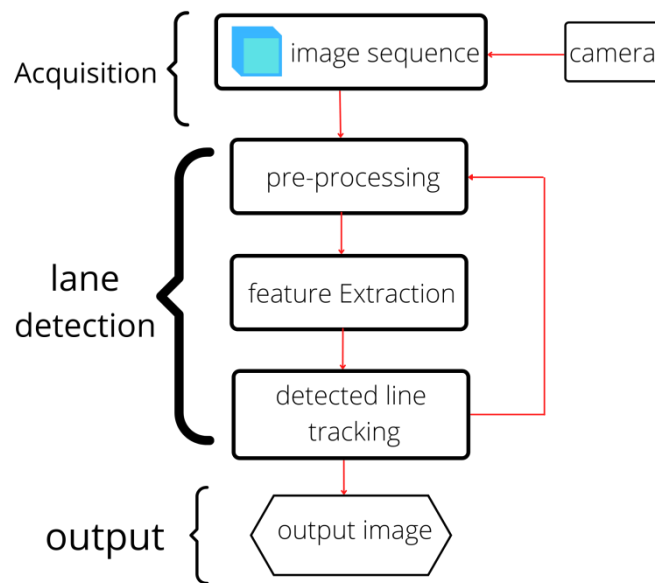 Acquisition
image sequence
camera
lane
detection
pre-processing
feature Extraction
detected line
tracking
output
output image